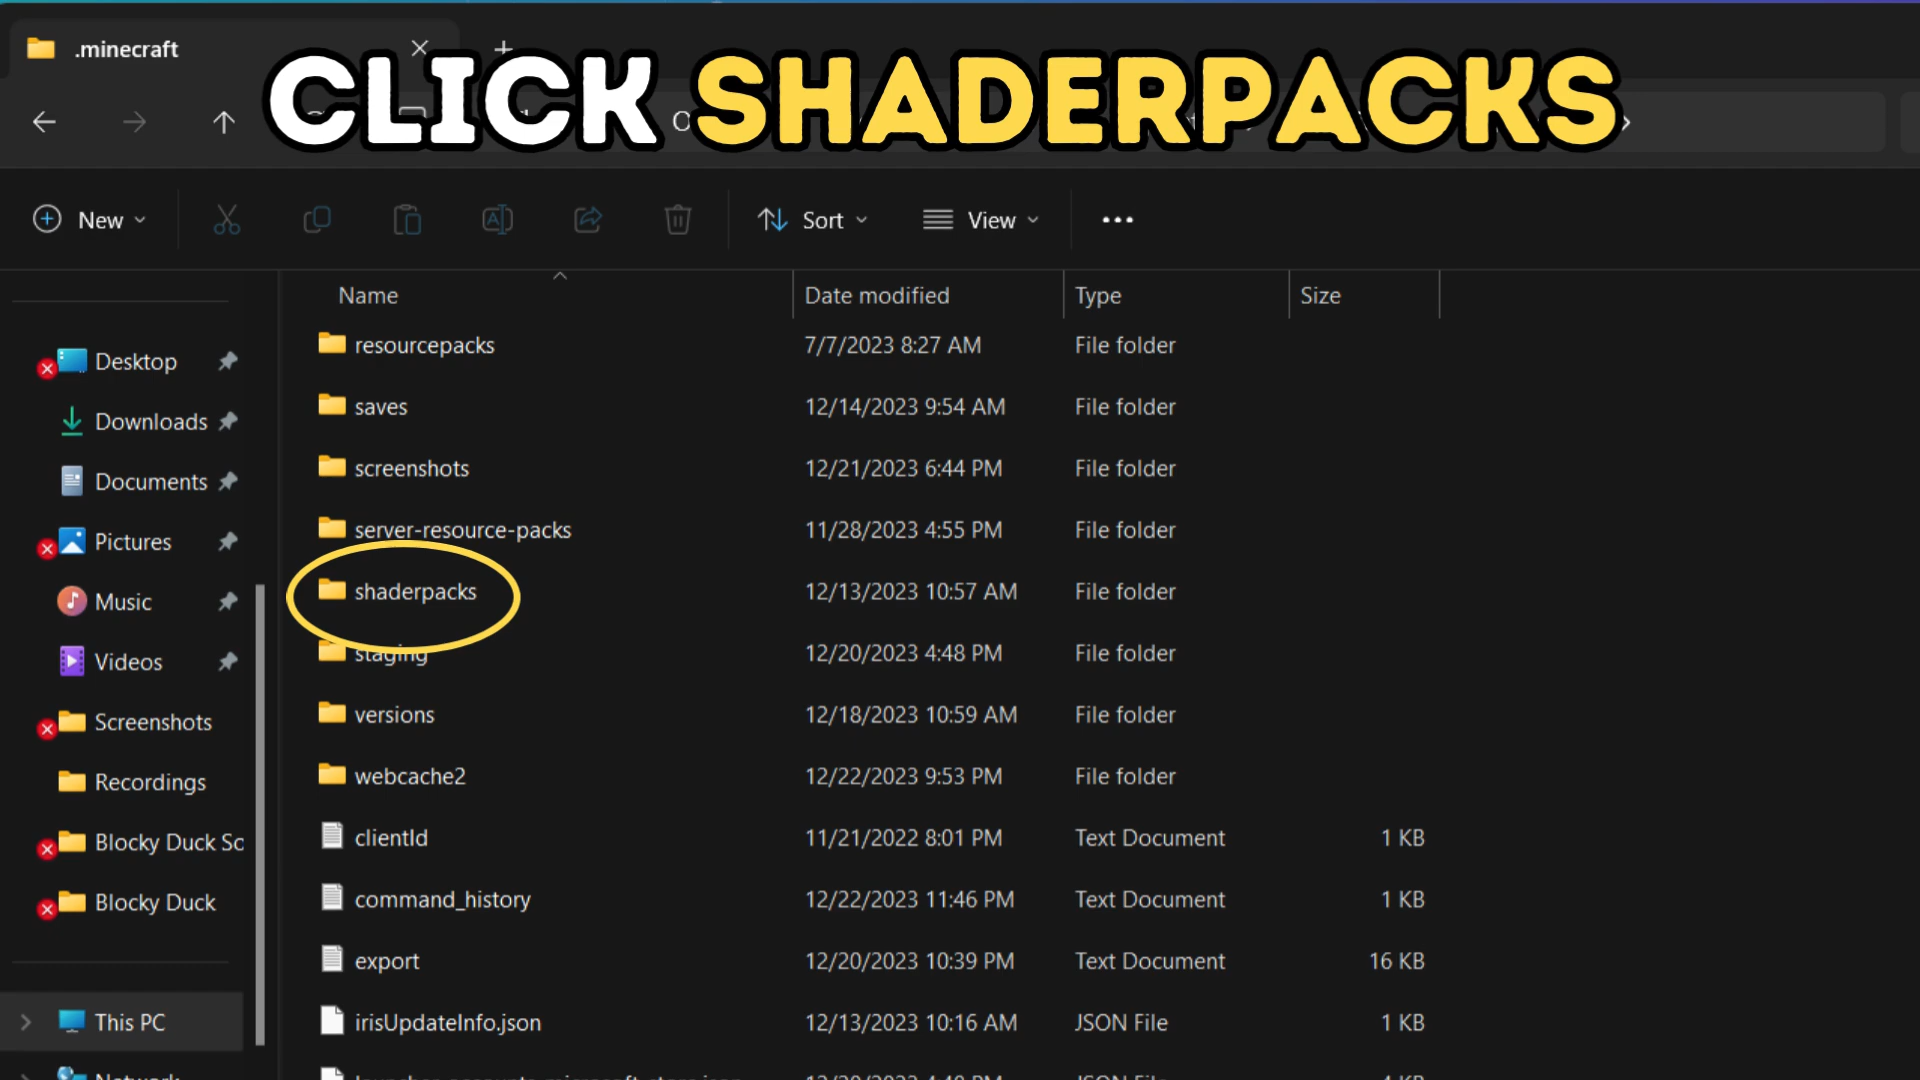 .minecraft
CLICK SHADERPACKS
New
Sort
View
Name Date modified Type Size
resourcepacks 7/7/2023 8:27 AM File folder
saves 12/14/2023 9:54 AM File folder
screenshots 12/21/2023 6:44 PM File folder
server-resource-packs 11/28/2023 4:55 PM File folder
shaderpacks 12/13/2023 10:57 AM File folder
staging 12/20/2023 4:48 PM File folder
versions 12/18/2023 10:59 AM File folder
webcache2 12/22/2023 9:53 PM File folder
clientId 11/21/2022 8:01 PM Text Document 1 KB
command_history 12/22/2023 11:46 PM Text Document 1 KB
export 12/20/2023 10:39 PM Text Document 16 KB
irisUpdateInfo.json 12/13/2023 10:16 AM JSON File 1 KB
Desktop
Downloads
Documents
Pictures
Music
Videos
Screenshots
Recordings
Blocky Duck Sc
Blocky Duck
This PC
Network